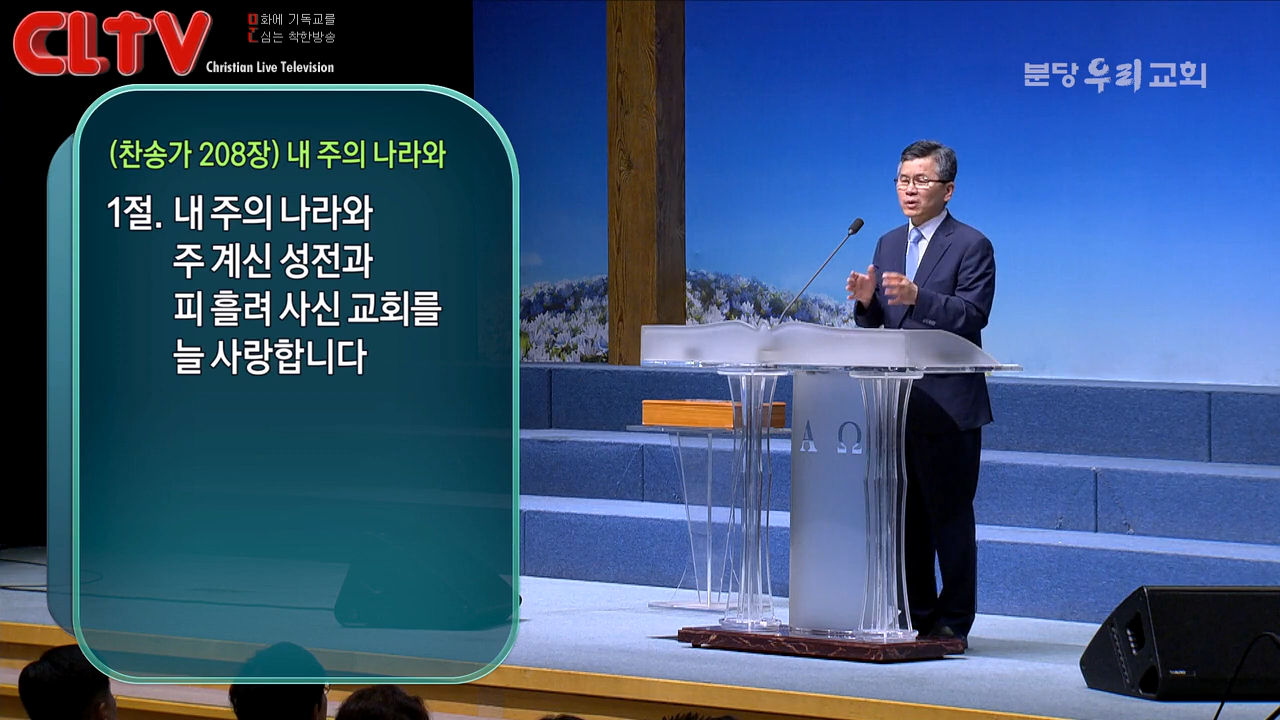 CLTV
문화에 기독교를
심는 착한방송
Christian Live Television
분당우리교회
(찬송가 208장) 내 주의 나라와
1절. 내 주의 나라와
주 계신 성전과
피 흘려 사신 교회를
늘 사랑합니다
Α Ω